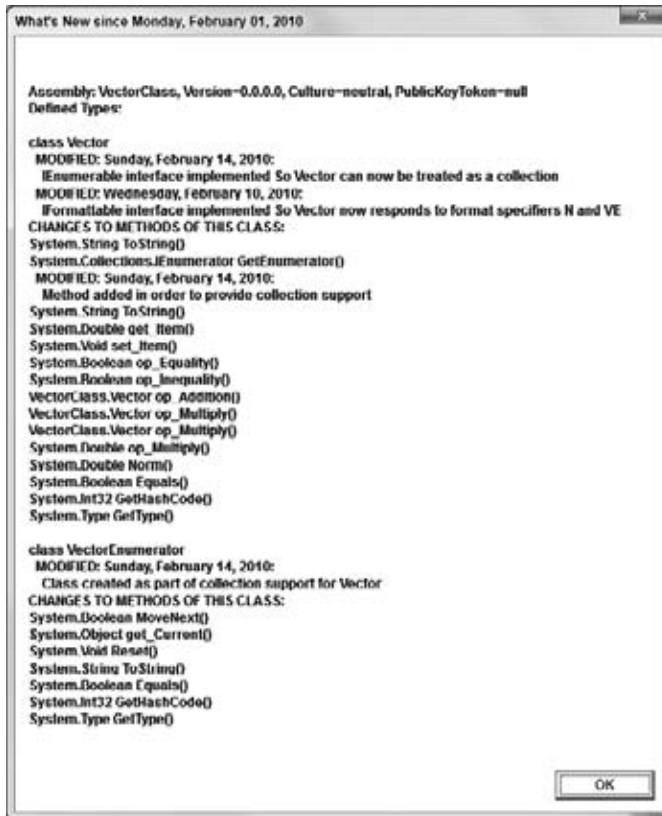 What's New since Monday, February 01, 2010
Assembly: VectorClass, Version=0.0.0.0, Culture=neutral, PublicKeyToken=null
Defined Types:
class Vector
MODIFIED: Sunday, February 14, 2010:
IEnumerable interface implemented So Vector can now be treated as a collection
MODIFIED: Wednesday, February 10, 2010:
IFormattable interface implemented So Vector now responds to format specifiers N and VE
CHANGES TO METHODS OF THIS CLASS:
System.String ToString()
System.Collections.IEnumerator GetEnumerator()
MODIFIED: Sunday, February 14, 2010:
Method added in order to provide collection support
System.String ToString()
System.Double get_Item()
System.Void set_Item()
System.Boolean op_Equality()
System.Boolean op_Inequality()
VectorClass.Vector op_Addition()
VectorClass.Vector op_Multiply()
VectorClass.Vector op_Multiply()
System.Double op_Multiply()
System.Double Norm()
System.Boolean Equals()
System.Int32 GetHashCode()
System.Type GetType()
class VectorEnumerator
MODIFIED: Sunday, February 14, 2010:
Class created as part of collection support for Vector
CHANGES TO METHODS OF THIS CLASS:
System.Boolean MoveNext()
System.Object get_Current()
System.Void Reset()
System.String ToString()
System.Boolean Equals()
System.Int32 GetHashCode()
System.Type GetType()
OK